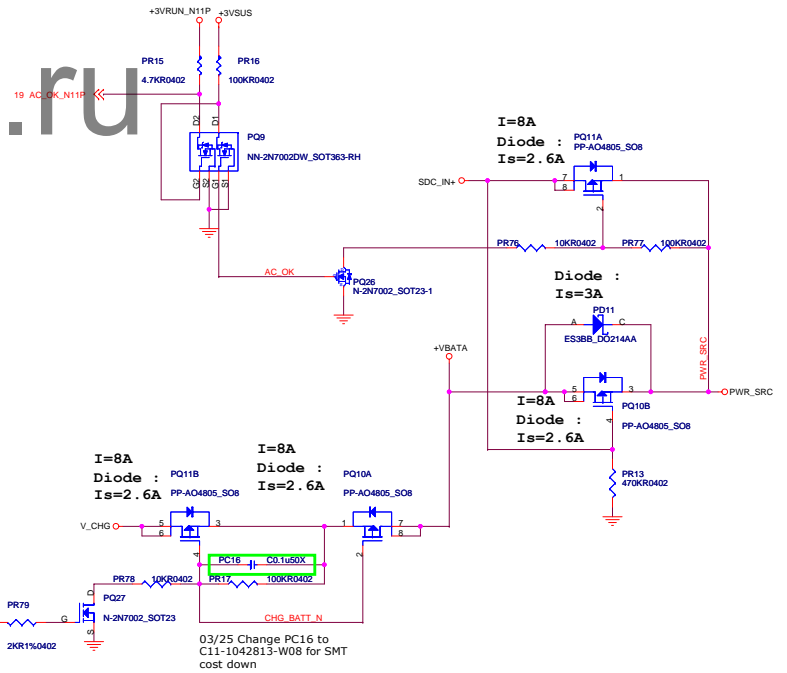 +3VRUN_N11P
+3VSUS
PR15
4.7KR0402
PR16
100KR0402
19 AC_OK_N11P
.ru
D2
D1
PQ9
NN-2N7002DW_SOT363-RH
G2
S2
G1
S1
I=8A
Diode :
Is=2.6A
PQ11A
PP-AO4805_SO8
SDC_IN+
7
8
1
2
PR76
10KR0402
PR77
100KR0402
AC_OK
PQ26
N-2N7002_SOT23-1
Diode :
Is=3A
PD11
A
C
ES3BB_DO214AA
+VBATA
PWR_SRC
PWR_SRC
5
6
3
4
I=8A
Diode :
Is=2.6A
PQ10B
PP-AO4805_SO8
PR13
470KR0402
I=8A
Diode :
Is=2.6A
PQ11B
PP-AO4805_SO8
I=8A
Diode :
Is=2.6A
PQ10A
PP-AO4805_SO8
V_CHG
5
6
3
4
1
7
8
2
PC16
C0.1u50X
PR78
10KR0402
PR17
100KR0402
PR79
2KR1%0402
G
D
S
PQ27
N-2N7002_SOT23
CHG_BATT_N
03/25 Change PC16 to
C11-1042813-W08 for SMT
cost down